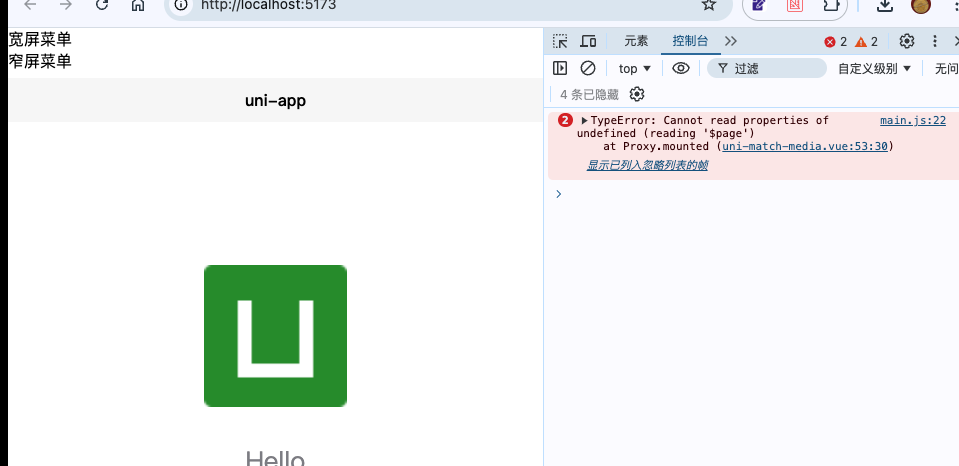 http://localhost:5173
宽屏菜单
窄屏菜单
uni-app
Hello
元素
控制台
2
2
top
过滤
自定义级别
无问
4 条已隐藏
2
TypeError: Cannot read properties of
main.js:22
undefined (reading '$page')
at Proxy.mounted (uni-match-media.vue:53:30)
显示已列入忽略列表的帧